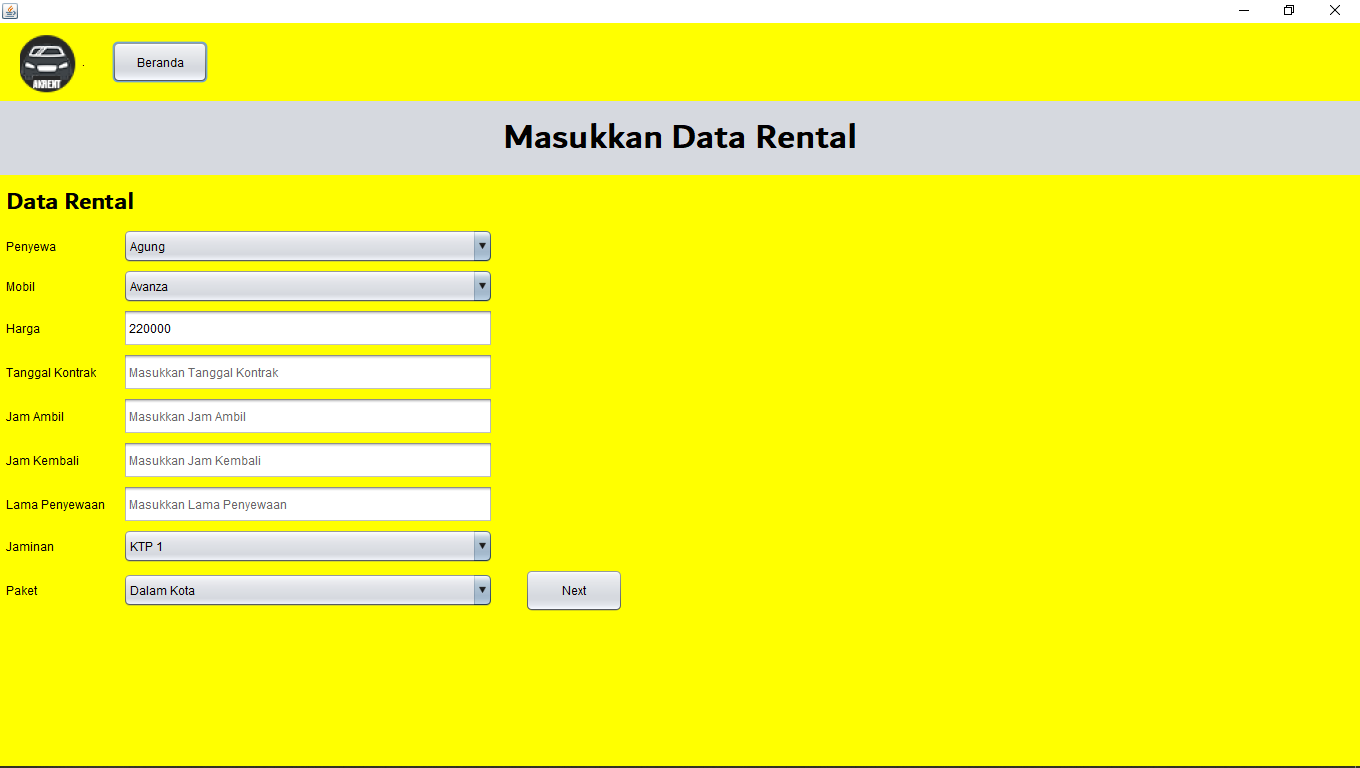 AKRENT
.
Beranda
Masukkan Data Rental
Data Rental
Penyewa
Agung
Mobil
Avanza
Harga
220000
Tanggal Kontrak
Masukkan Tanggal Kontrak
Jam Ambil
Masukkan Jam Ambil
Jam Kembali
Masukkan Jam Kembali
Lama Penyewaan
Masukkan Lama Penyewaan
Jaminan
KTP 1
Paket
Dalam Kota
Next